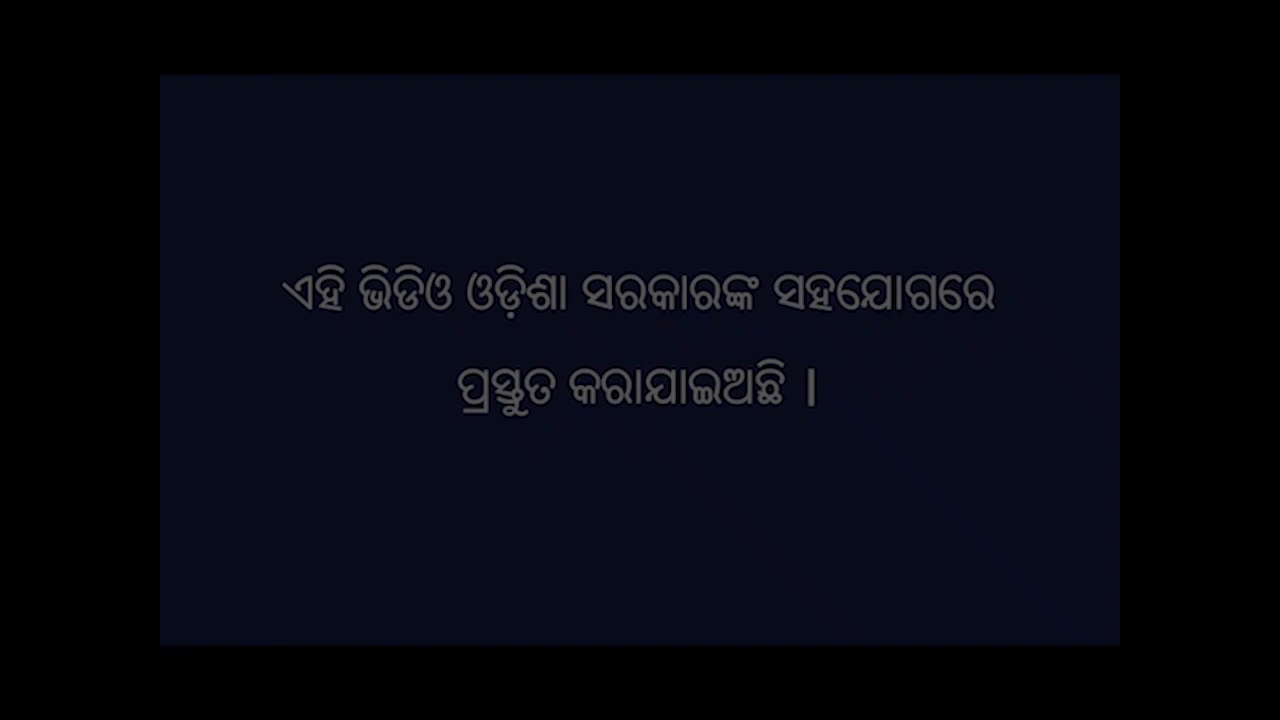 ଏହି ଭିଡିଓ ଓଡ଼ିଶା ସରକାରଙ୍କ ସହଯୋଗରେ
ପ୍ରସ୍ତୁତ କରାଯାଇଅଛି |